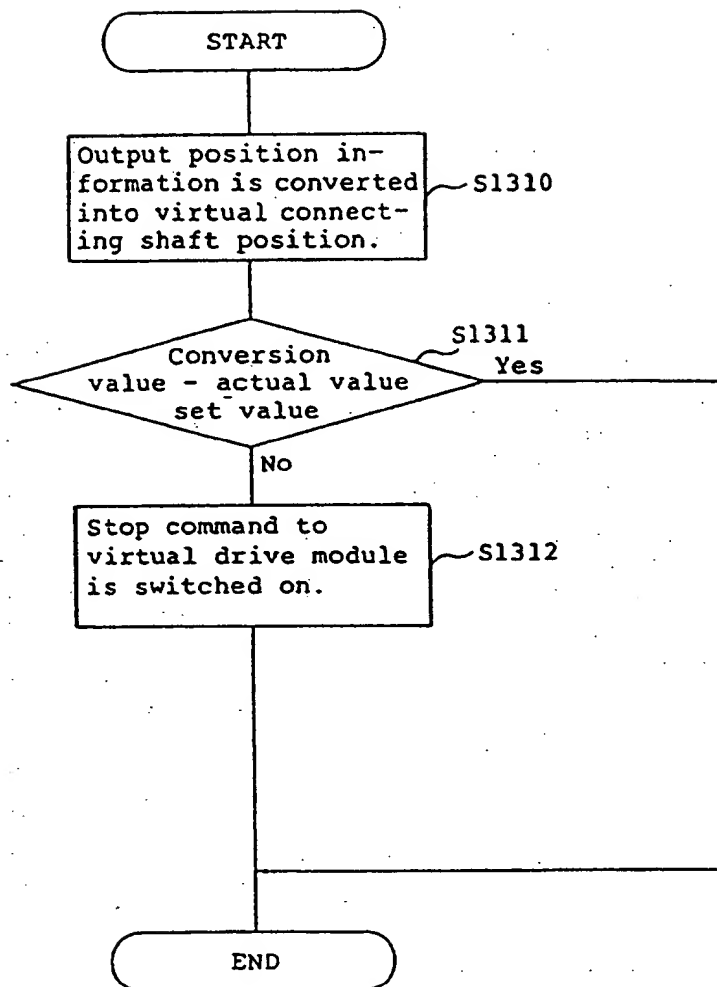 START
Output position in-
formation is converted
into virtual connect-
ing shaft position.
S1310
S1311
Conversion
value - actual value
set value
Yes
No
Stop command to
virtual drive module
is switched on.
S1312
END